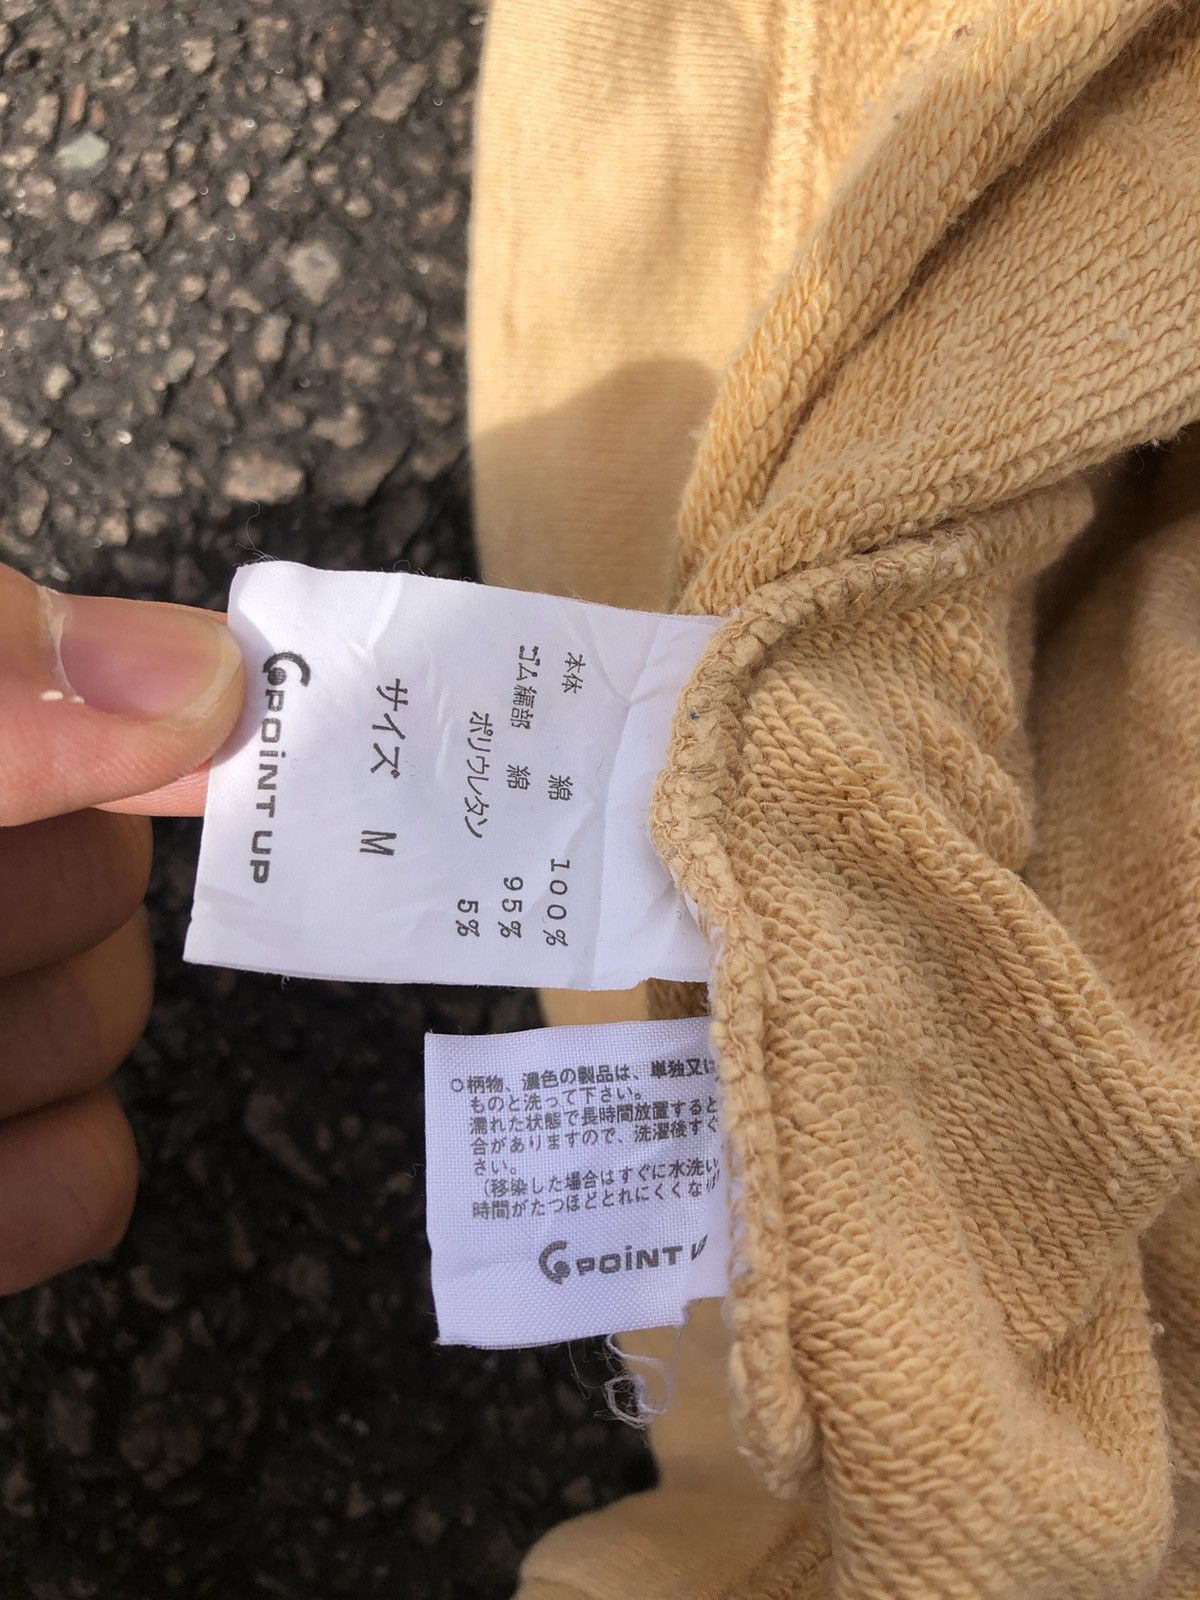 本体 綿 100%
ゴム編部 綿 95%
ポリウレタン 5%
サイズ M
POiNT UP
○柄物、濃色の製品は、単独又は
ものと洗って下さい。
濡れた状態で長時間放置すると
合がありますので、洗濯後すぐ
さい。
(移染した場合はすぐに水洗い
時間がたつほどとれにくくなり
POiNT UP